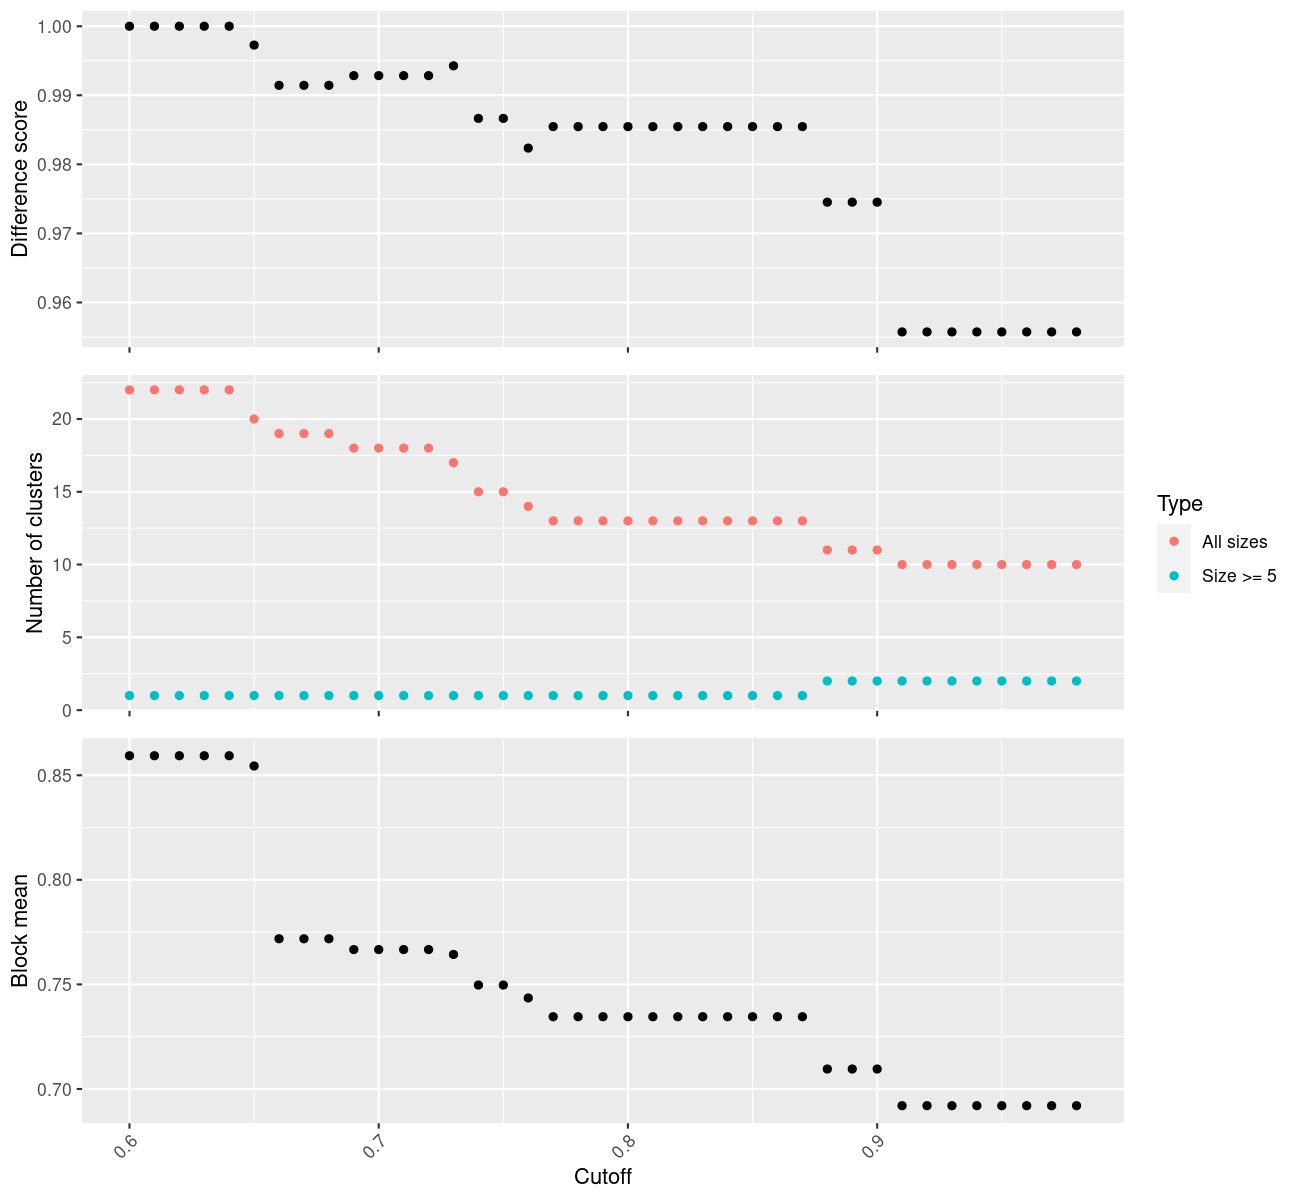 1.00
0.99
0.98
0.97
0.96
Difference score
20
15
10
5
0
Number of clusters
Type
All sizes
Size >= 5
0.85
0.80
0.75
0.70
Block mean
0.6 0.7 0.8 0.9
Cutoff